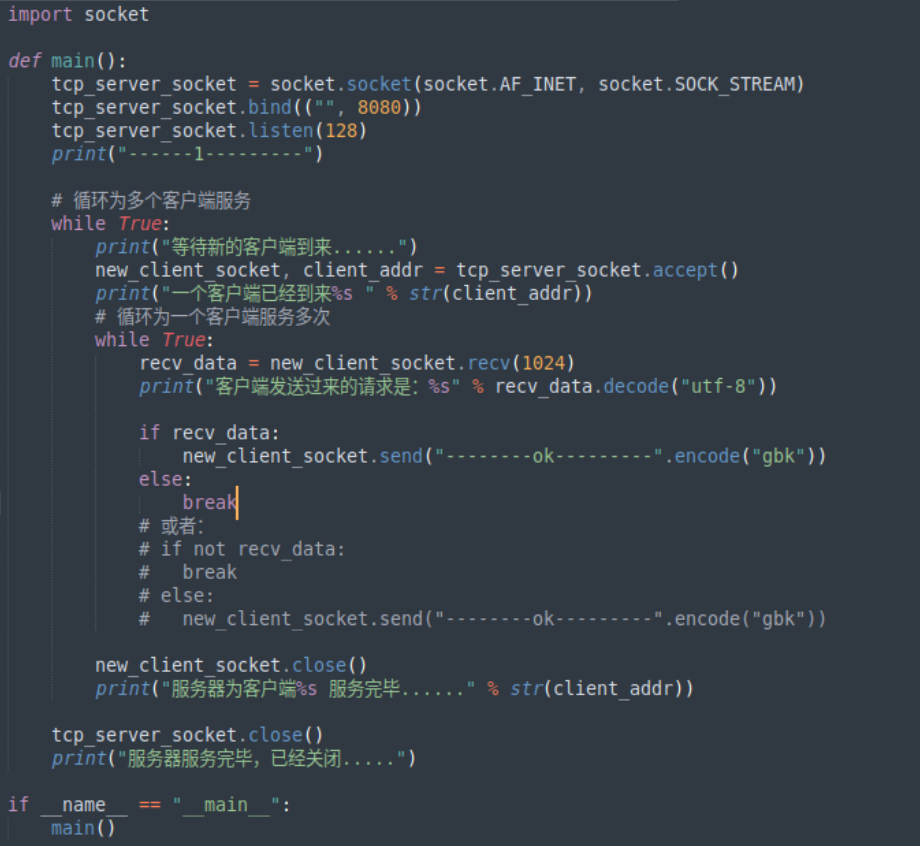 import socket
def main():
    tcp_server_socket = socket.socket(socket.AF_INET, socket.SOCK_STREAM)
    tcp_server_socket.bind(("", 8080))
    tcp_server_socket.listen(128)
    print("------1---------")
    # 循环为多个客户端服务
    while True:
        print("等待新的客户端到来......")
        new_client_socket, client_addr = tcp_server_socket.accept()
        print("一个客户端已经到来%s " % str(client_addr))
        # 循环为一个客户端服务多次
        while True:
            recv_data = new_client_socket.recv(1024)
            print("客户端发送过来的请求是：%s" % recv_data.decode("utf-8"))
            if recv_data:
                new_client_socket.send("--------ok---------".encode("gbk"))
            else:
                break
            # 或者：
            # if not recv_data:
            #   break
            # else:
            #   new_client_socket.send("--------ok---------".encode("gbk"))
        new_client_socket.close()
        print("服务器为客户端%s 服务完毕......" % str(client_addr))
    tcp_server_socket.close()
    print("服务器服务完毕，已经关闭.....")
if __name__ == "__main__":
    main()